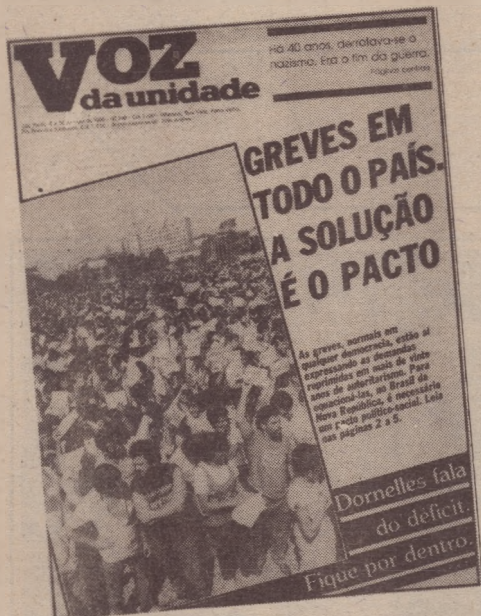 VOZ
da unidade
Há 40 anos, derrotava-se o
nazismo. Era o fim da guerra.
Páginas centrais
GREVES EM
TODO O PAÍS.
A SOLUÇÃO
É O PACTO
As greves, normais em
qualquer democracia, estão aí
expressando as demandas
reprimidas em mais de vinte
anos de autoritarismo. Para
equacioná-las, no Brasil da
Nova República, é necessário
um pacto político-social. Leia
nas páginas 2 a 5.
Dornelles fala
do déficit.
Fique por dentro.